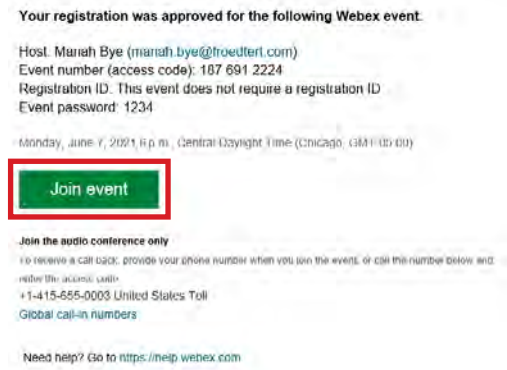 Your registration was approved for the following Webex event.
Host: Mariah Bye (mariah.bye@froedtert.com)
Event number (access code): 187 691 2224
Registration ID: This event does not require a registration ID
Event password: 1234
Monday, June 7, 2021 6 p.m., Central Daylight Time (Chicago, GMT-05:00)
Join event
Join the audio conference only
To receive a call back, provide your phone number when you join the event, or call the number below and
enter the access code.
+1-415-655-0003 United States Toll
Global call-in numbers
Need help? Go to https://help.webex.com